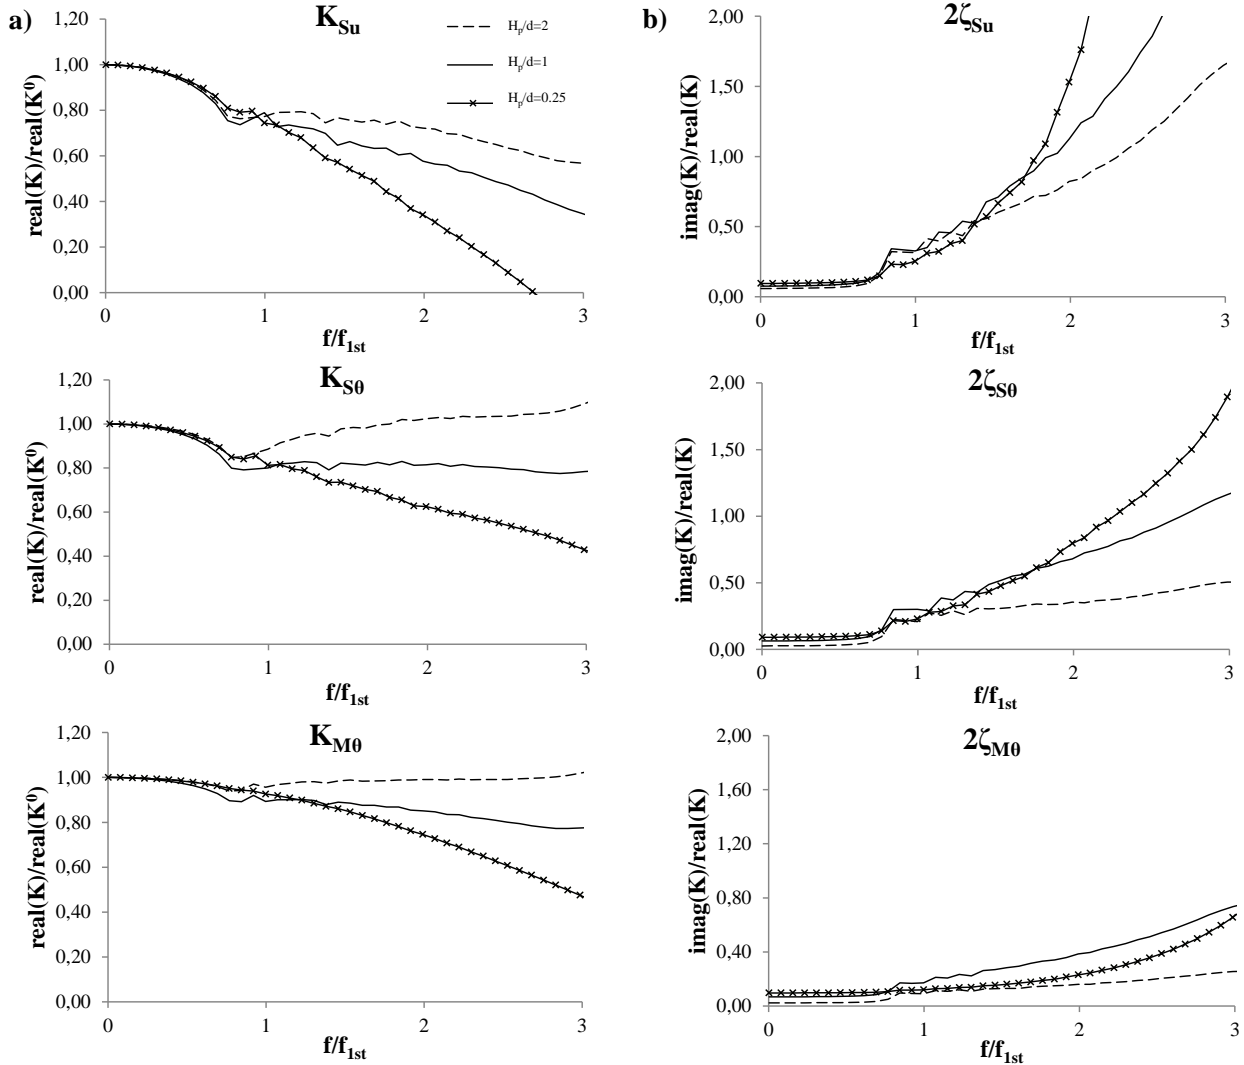 a)
K_Su
real(K)/real(K⁰)
1,20
1,00
0,80
0,60
0,40
0,20
0,00
0 1 2 3
f/f_1st
H_p/d=2
H_p/d=1
H_p/d=0.25
b)
2ζ_Su
imag(K)/real(K)
2,00
1,50
1,00
0,50
0,00
0 1 2 3
f/f_1st
K_Sθ
real(K)/real(K⁰)
1,20
1,00
0,80
0,60
0,40
0,20
0,00
0 1 2 3
f/f_1st
2ζ_Sθ
imag(K)/real(K)
2,00
1,50
1,00
0,50
0,00
0 1 2 3
f/f_1st
K_Mθ
real(K)/real(K⁰)
1,20
1,00
0,80
0,60
0,40
0,20
0,00
0 1 2 3
f/f_1st
2ζ_Mθ
imag(K)/real(K)
2,00
1,60
1,20
0,80
0,40
0,00
0 1 2 3
f/f_1st